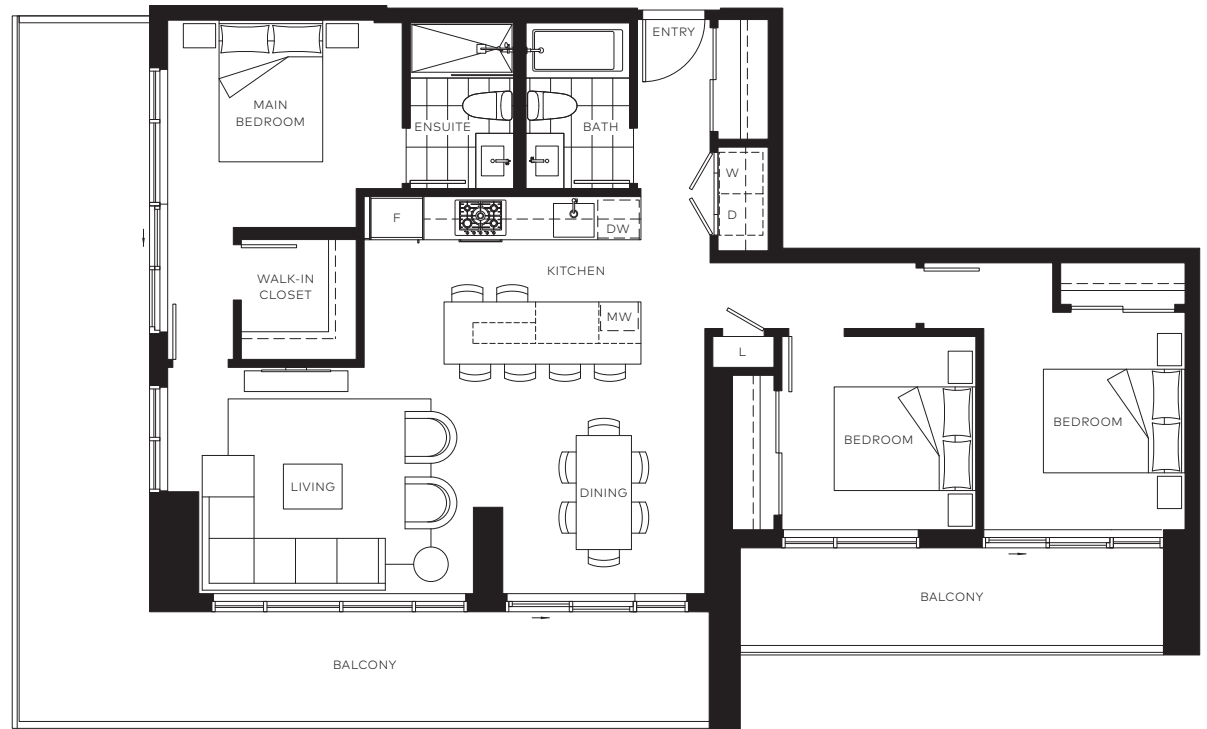 ENTRY
MAIN
BEDROOM
ENSUITE
BATH
W
D
F
DW
KITCHEN
WALK-IN
CLOSET
MW
L
BEDROOM
BEDROOM
LIVING
DINING
BALCONY
BALCONY